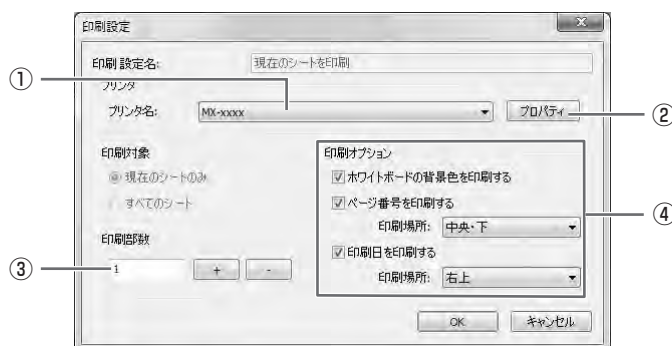 印刷設定
印刷設定名: 現在のシートを印刷
プリンタ
① プリンタ名: MX-xxxx プロパティ ②
印刷対象 印刷オプション
現在のシートのみ ホワイトボードの背景色を印刷する
すべてのシート ページ番号を印刷する ④
印刷場所: 中央・下
印刷部数 印刷日を印刷する
③ 1 + - 印刷場所: 右上
OK キャンセル